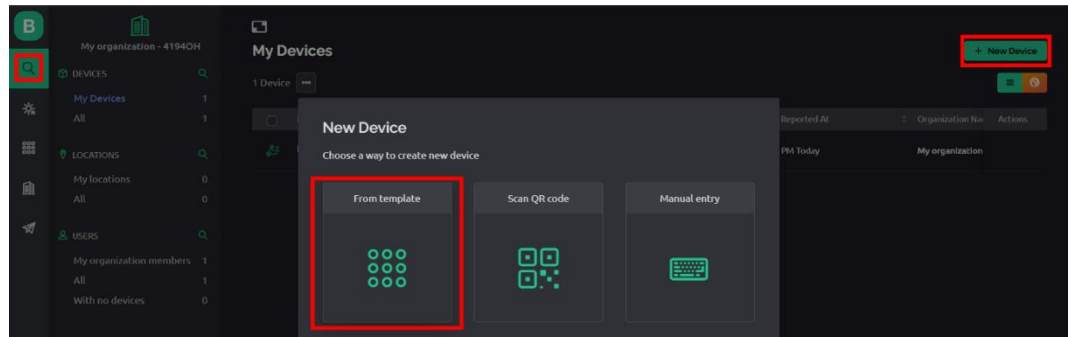 B
My organization - 4194OH
DEVICES
My Devices 1
All 1
LOCATIONS
My locations 0
All 0
USERS
My organization members 1
All 1
With no devices 0
My Devices
+ New Device
1 Device
Reported At
Organization Na
Actions
PM Today
My organization
New Device
Choose a way to create new device
From template
Scan QR code
Manual entry